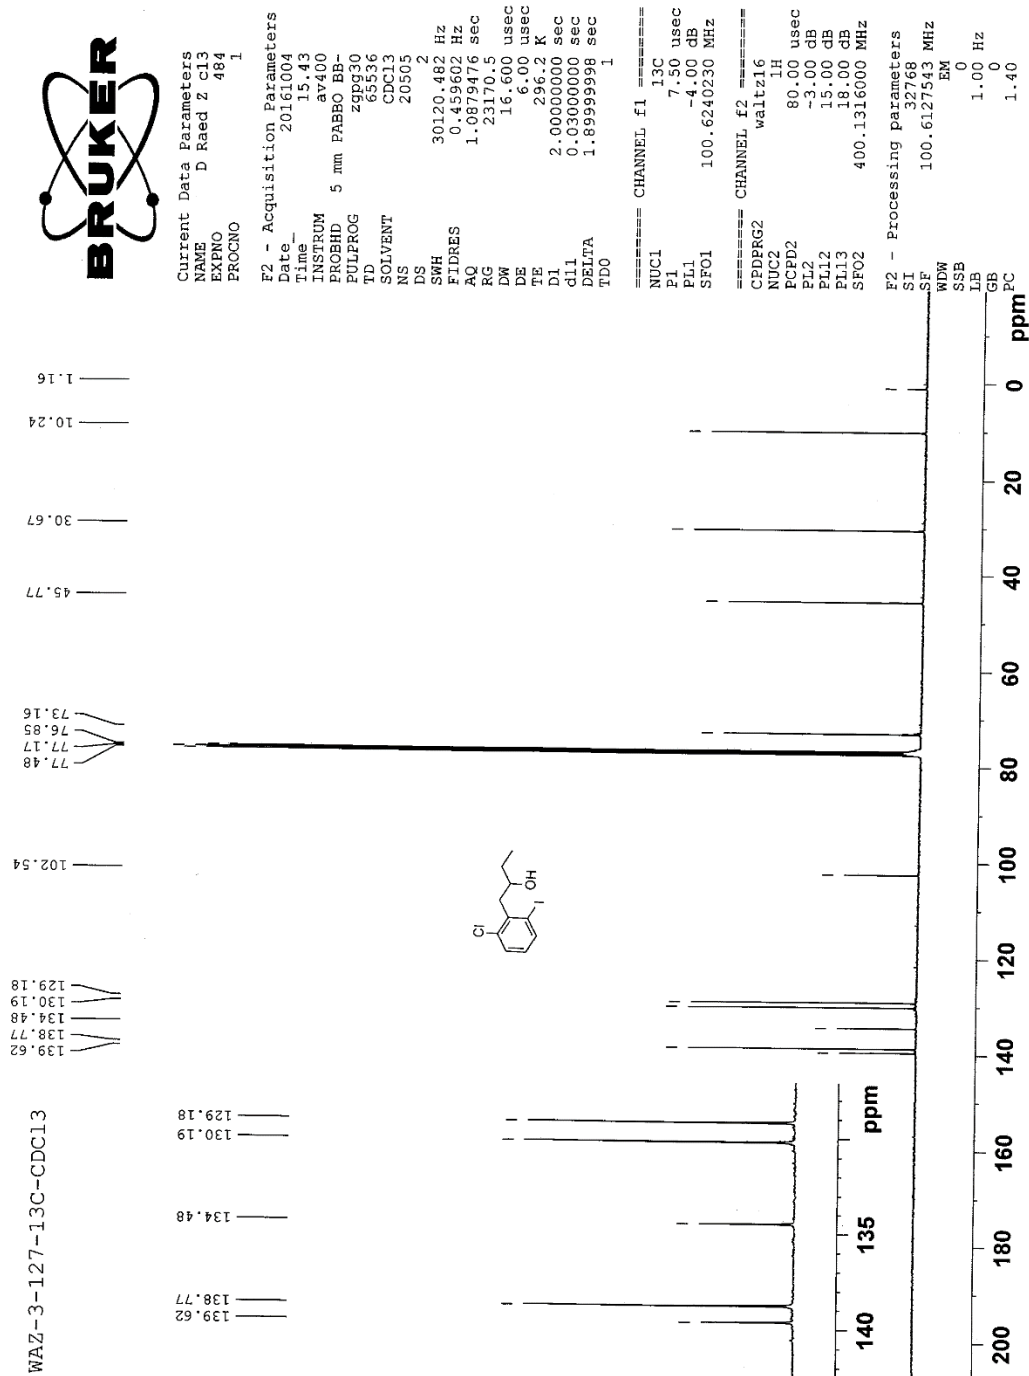 WAZ-3-127-13C-CDCl3
139.62
138.77
134.48
130.19
129.18
102.54
77.48
77.17
76.85
73.16
45.77
30.67
10.24
1.16
BRUKER
Current Data Parameters
NAME D Raed Z c13
EXPNO 484
PROCNO 1
F2 - Acquisition Parameters
Date_ 20161004
Time 15.43
INSTRUM av400
PROBHD 5 mm PABBO BB-
PULPROG zgpg30
TD 65536
SOLVENT CDCl3
NS 20505
DS 2
SWH 30120.482 Hz
FIDRES 0.459602 Hz
AQ 1.0879476 sec
RG 23170.5
DW 16.600 usec
DE 6.00 usec
TE 296.2 K
D1 2.00000000 sec
d11 0.03000000 sec
DELTA 1.89999998 sec
TD0 1
======== CHANNEL f1 ========
NUC1 13C
P1 7.50 usec
PL1 -4.00 dB
SFO1 100.6240230 MHz
======== CHANNEL f2 ========
CPDPRG2 waltz16
NUC2 1H
PCPD2 80.00 usec
PL2 -3.00 dB
PL12 15.00 dB
PL13 18.00 dB
SFO2 400.1316000 MHz
F2 - Processing parameters
SI 32768
SF 100.6127543 MHz
WDW EM
SSB 0
LB 1.00 Hz
GB 0
PC 1.40
Cl
I
OH
139.62
138.77
134.48
130.19
129.18
140 135 ppm
200 180 160 140 120 100 80 60 40 20 0 ppm